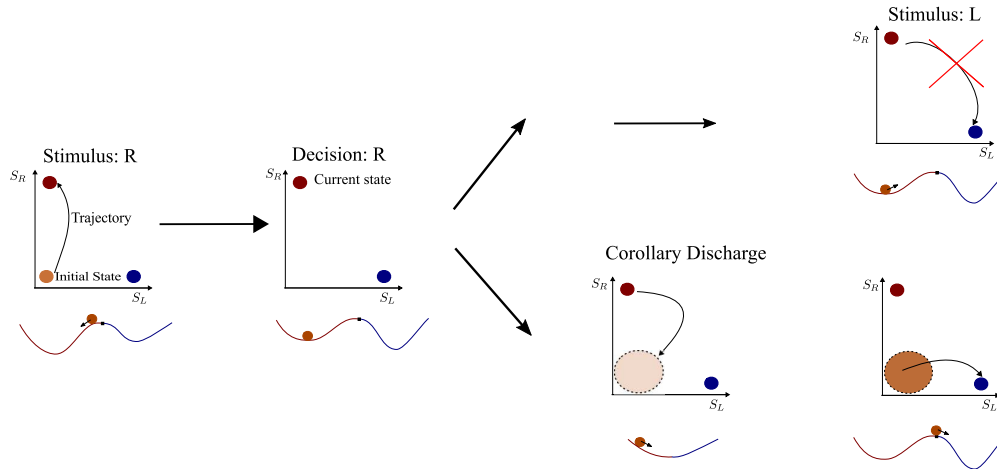 Stimulus: L
S_R
S_L
Stimulus: R
S_R
Trajectory
Initial State
S_L
Decision: R
S_R
Current state
S_L
Corollary Discharge
S_R
S_L
S_R
S_L